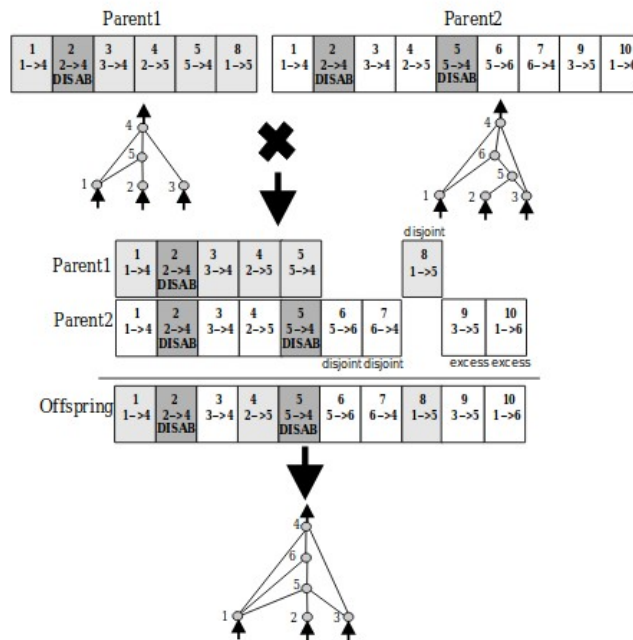 Parent1 Parent2
1 2 3 4 5 8
1->4 2->4 3->4 2->5 5->4 1->5
DISAB
1 2 3 4 5 6 7 9 10
1->4 2->4 3->4 2->5 5->4 5->6 6->4 3->5 1->6
DISAB DISAB
4
5
1 2 3
4
6
5
1 2 3
disjoint
Parent1
1 2 3 4 5 8
1->4 2->4 3->4 2->5 5->4 1->5
DISAB
Parent2
1 2 3 4 5 6 7 9 10
1->4 2->4 3->4 2->5 5->4 5->6 6->4 3->5 1->6
DISAB DISAB
disjoint disjoint excess excess
Offspring
1 2 3 4 5 6 7 8 9 10
1->4 2->4 3->4 2->5 5->4 5->6 6->4 1->5 3->5 1->6
DISAB DISAB
4
6
5
1 2 3